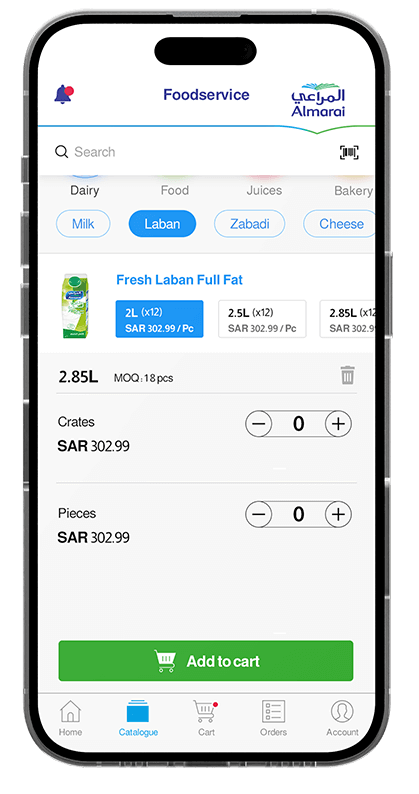 Foodservice
المراعي
Almarai
Search
Dairy Food Juices Bakery
Milk Laban Zabadi Cheese
Fresh Laban Full Fat
2L (x12) 2.5L (x12) 2.85L (x12
SAR 302.99 / Pc SAR 302.99 / Pc SAR 302.9
2.85L MOQ : 18 pcs
Crates
SAR 302.99
0
Pieces
SAR 302.99
0
Add to cart
Home Catalogue Cart Orders Account